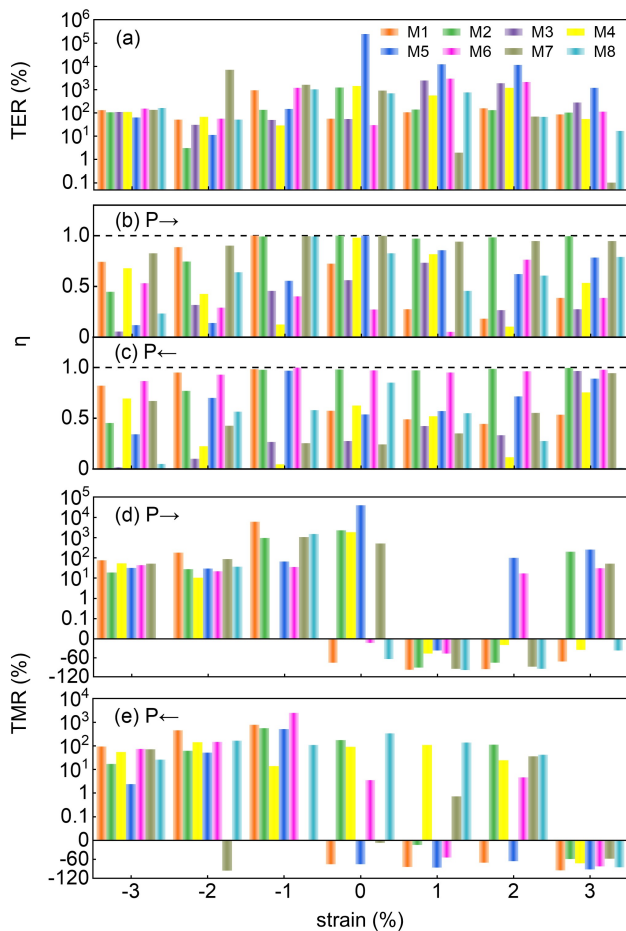 (a)
M1 M2 M3 M4
M5 M6 M7 M8
TER (%)
10⁶
10⁵
10⁴
10³
10²
10¹
1
0.1
(b) P→
1.0
0.5
0
η
(c) P←
1.0
0.5
0
(d) P→
10⁵
10⁴
10³
10²
10¹
1
0.1
0
-60
-120
TMR (%)
(e) P←
10⁴
10³
10²
10¹
1
0.1
0
-60
-120
-3 -2 -1 0 1 2 3
strain (%)